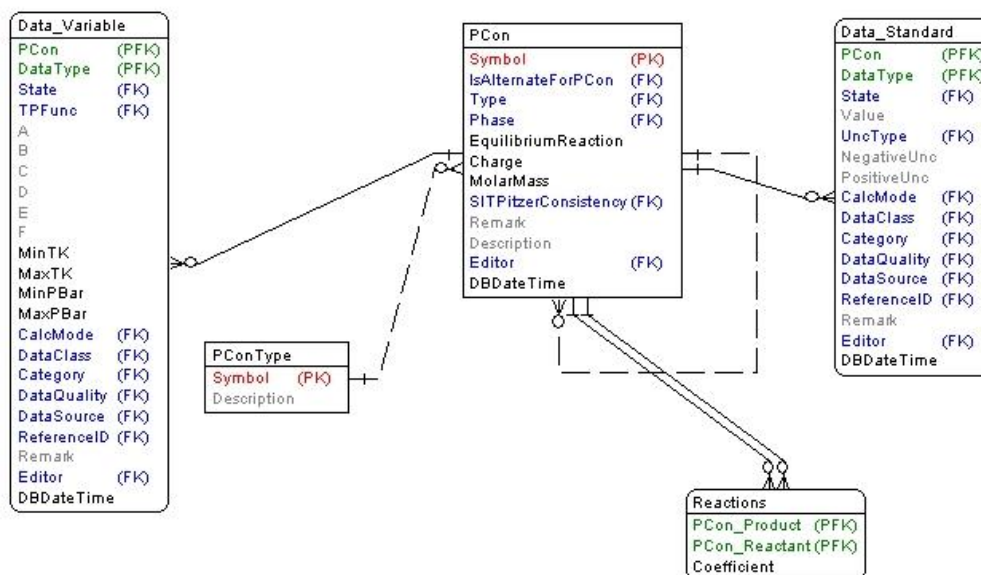 Data_Variable
PCon (PFK)
DataType (PFK)
State (FK)
TPFunc (FK)
A
B
C
D
E
F
MinTK
MaxTK
MinPBar
MaxPBar
CalcMode (FK)
DataClass (FK)
Category (FK)
DataQuality (FK)
DataSource (FK)
ReferenceID (FK)
Remark
Editor (FK)
DBDateTime
PConType
Symbol (PK)
Description
PCon
Symbol (PK)
IsAlternateForPCon (FK)
Type (FK)
Phase (FK)
EquilibriumReaction
Charge
MolarMass
SITPitzerConsistency (FK)
Remark
Description
Editor (FK)
DBDateTime
Data_Standard
PCon (PFK)
DataType (PFK)
State (FK)
Value
UncType (FK)
NegativeUnc
PositiveUnc
CalcMode (FK)
DataClass (FK)
Category (FK)
DataQuality (FK)
DataSource (FK)
ReferenceID (FK)
Remark
Editor (FK)
DBDateTime
Reactions
PCon_Product (PFK)
PCon_Reactant (PFK)
Coefficient